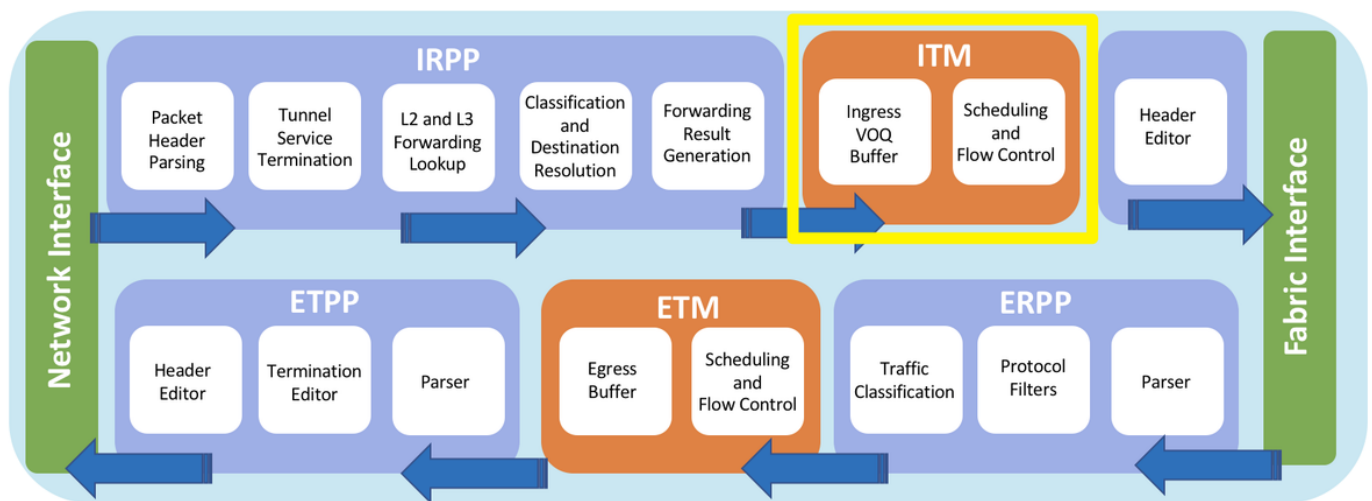 Network Interface
IRPP
Packet
Header
Parsing
Tunnel
Service
Termination
L2 and L3
Forwarding
Lookup
Classification
and
Destination
Resolution
Forwarding
Result
Generation
ITM
Ingress
VOQ
Buffer
Scheduling
and
Flow Control
Header
Editor
Fabric Interface
ETPP
Header
Editor
Termination
Editor
Parser
ETM
Egress
Buffer
Scheduling
and
Flow Control
ERPP
Traffic
Classification
Protocol
Filters
Parser